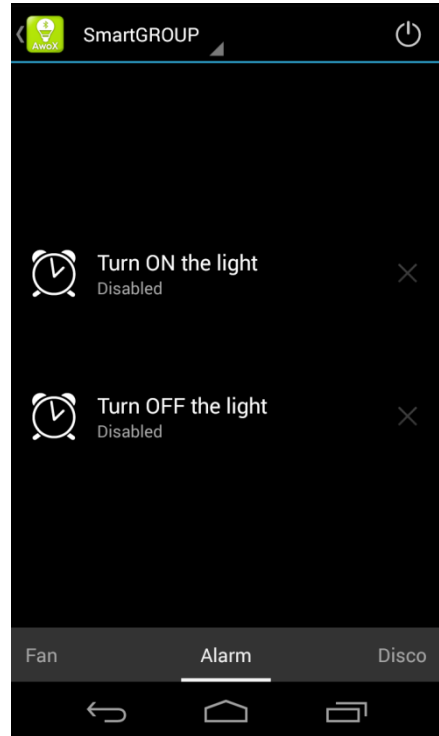 AwoX
SmartGROUP
Turn ON the light
Disabled
Turn OFF the light
Disabled
Fan Alarm Disco